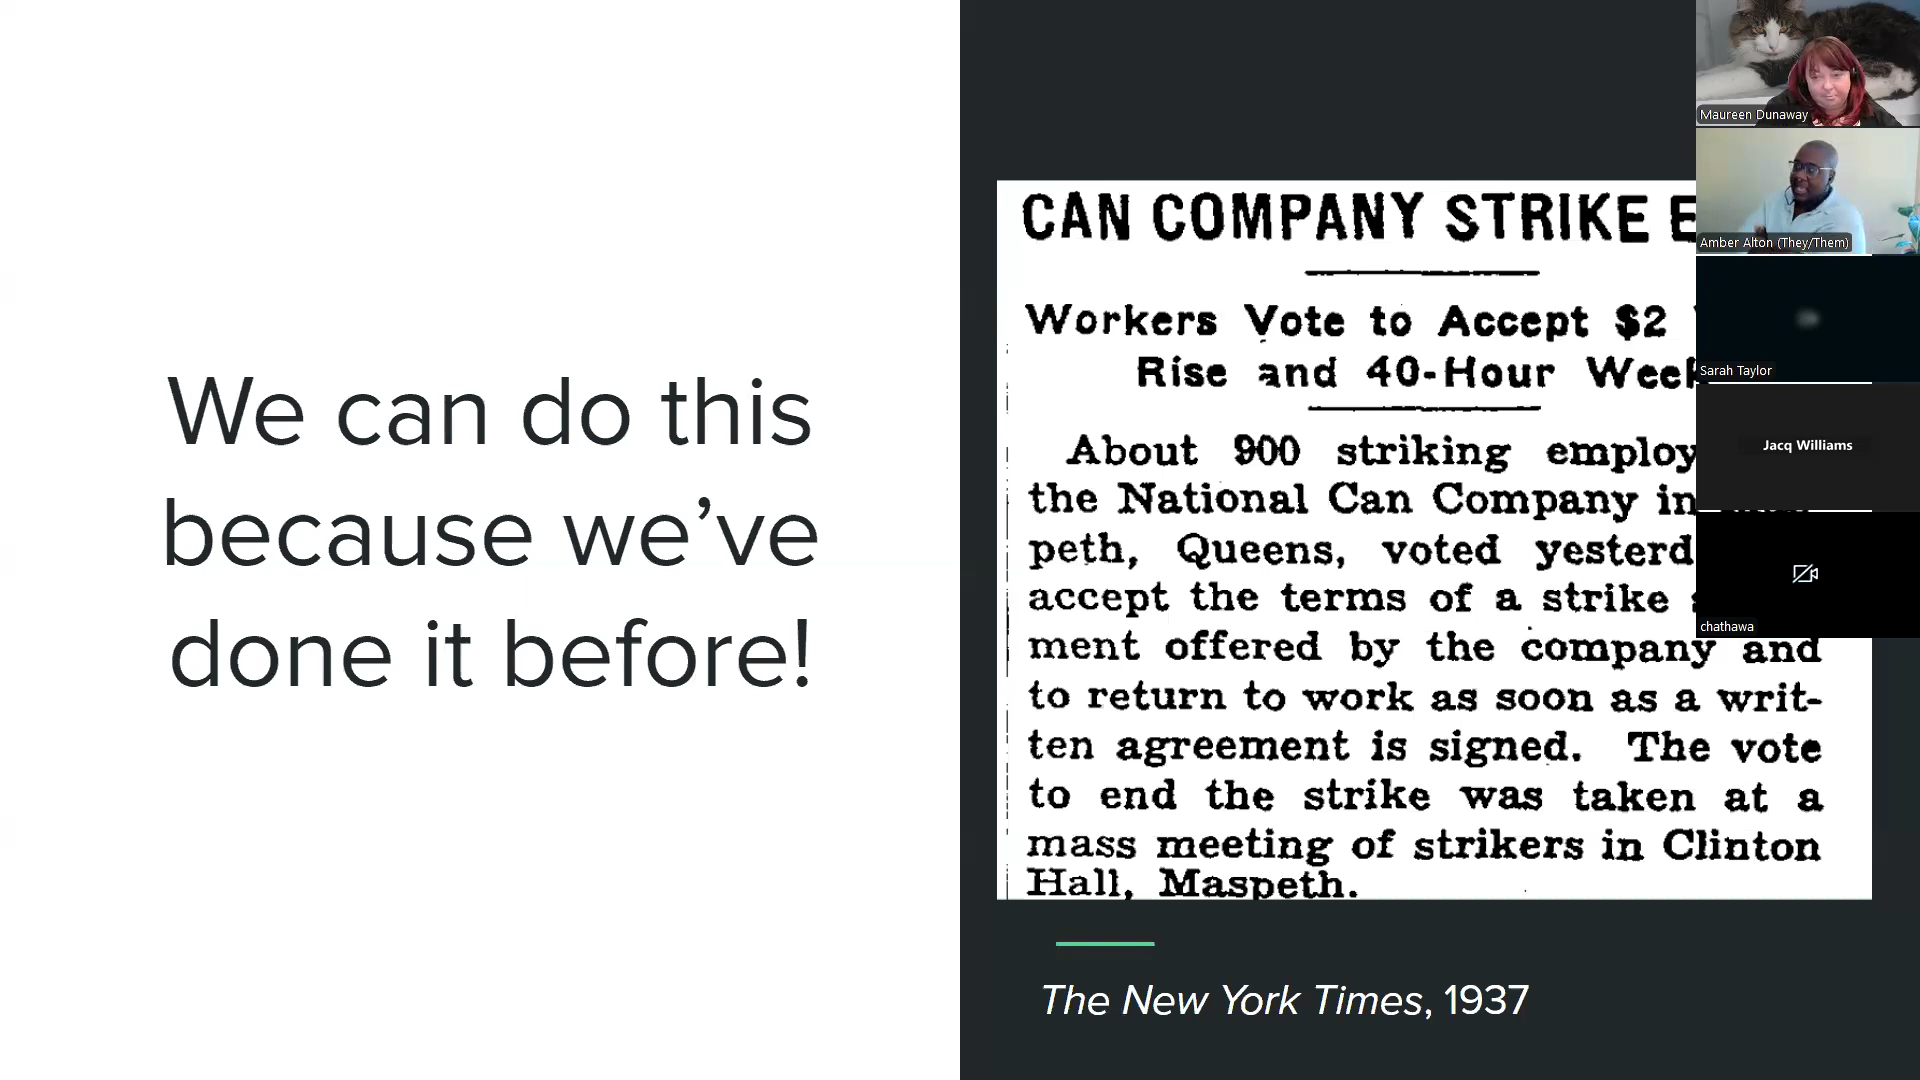 We can do this
because we’ve
done it before!
CAN COMPANY STRIKE
Workers Vote to Accept $2
Rise and 40-Hour Week
About 900 striking
the National Can Company in
peth, Queens, voted
accept the terms of a strike
ment offered by the company and
to return to work as soon as a writ-
ten agreement is signed. The vote
to end the strike was taken at a
mass meeting of strikers in Clinton
Hall, Maspeth.
The New York Times, 1937
Maureen Dunaway
Amber Alton (They/Them)
Sarah Taylor
Jacq Williams
chathawa